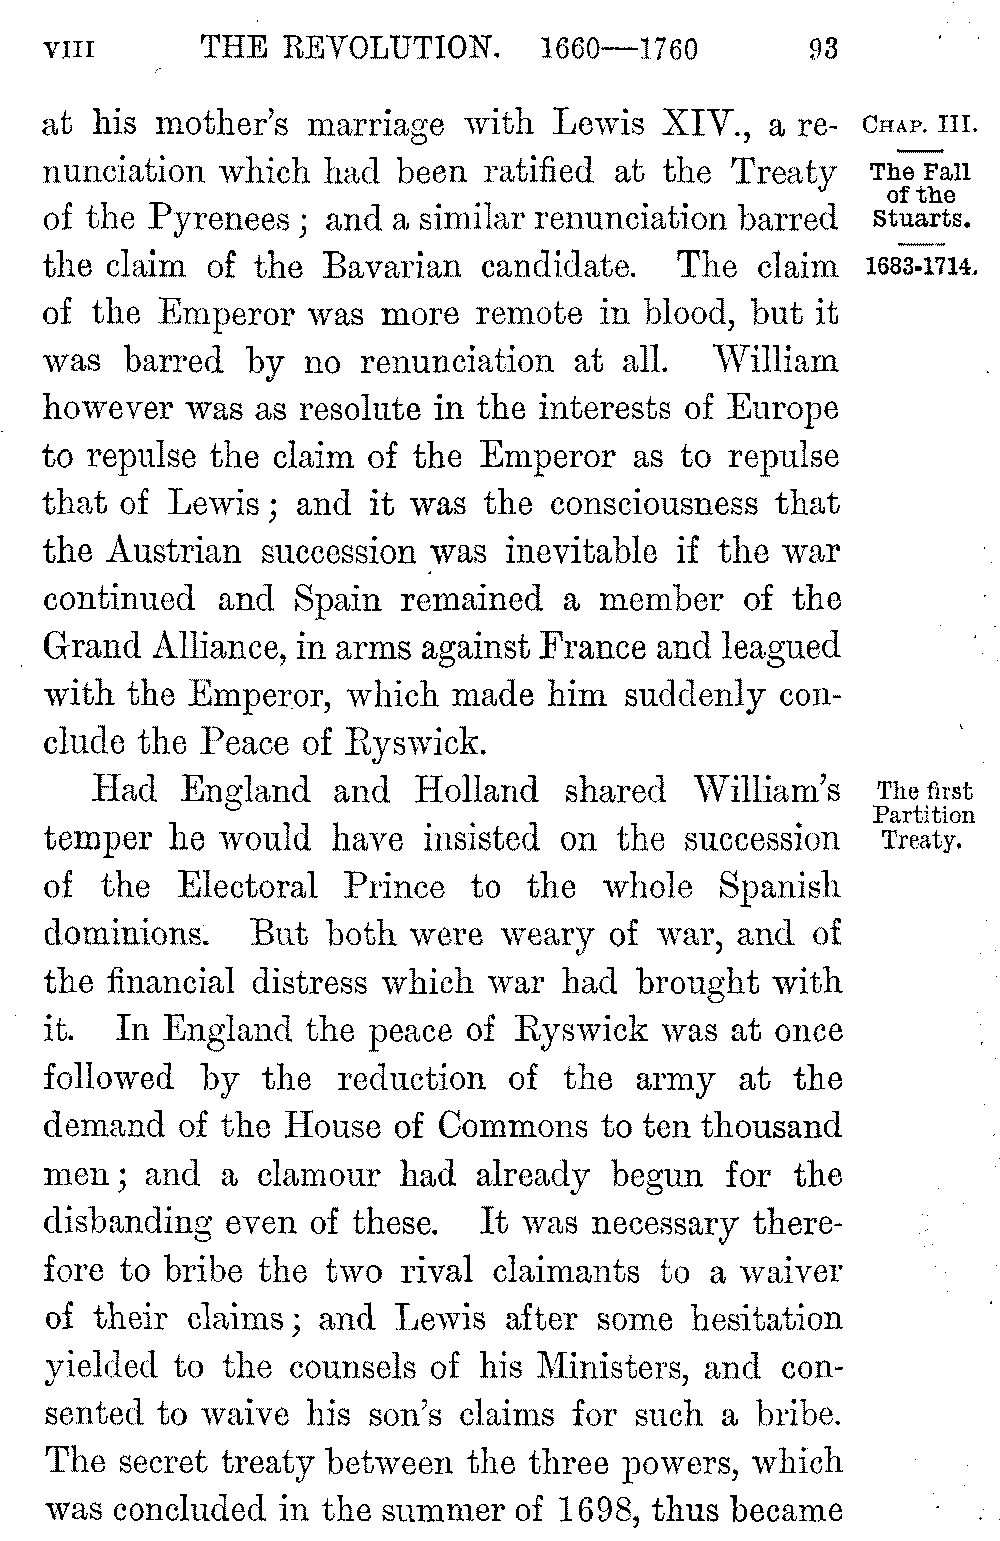 VIII THE REVOLUTION. 1660—1760 93
at his mother's marriage with Lewis XIV., a re-
nunciation which had been ratified at the Treaty
of the Pyrenees; and a similar renunciation barred
the claim of the Bavarian candidate. The claim
of the Emperor was more remote in blood, but it
was barred by no renunciation at all. William
however was as resolute in the interests of Europe
to repulse the claim of the Emperor as to repulse
that of Lewis; and it was the consciousness that
the Austrian succession was inevitable if the war
continued and Spain remained a member of the
Grand Alliance, in arms against France and leagued
with the Emperor, which made him suddenly con-
clude the Peace of Ryswick.
Had England and Holland shared William's
temper he would have insisted on the succession
of the Electoral Prince to the whole Spanish
dominions. But both were weary of war, and of
the financial distress which war had brought with
it. In England the peace of Ryswick was at once
followed by the reduction of the army at the
demand of the House of Commons to ten thousand
men; and a clamour had already begun for the
disbanding even of these. It was necessary there-
fore to bribe the two rival claimants to a waiver
of their claims; and Lewis after some hesitation
yielded to the counsels of his Ministers, and con-
sented to waive his son's claims for such a bribe.
The secret treaty between the three powers, which
was concluded in the summer of 1698, thus became
CHAP. III.
The Fall
of the
Stuarts.
1683-1714.
The first
Partition
Treaty.